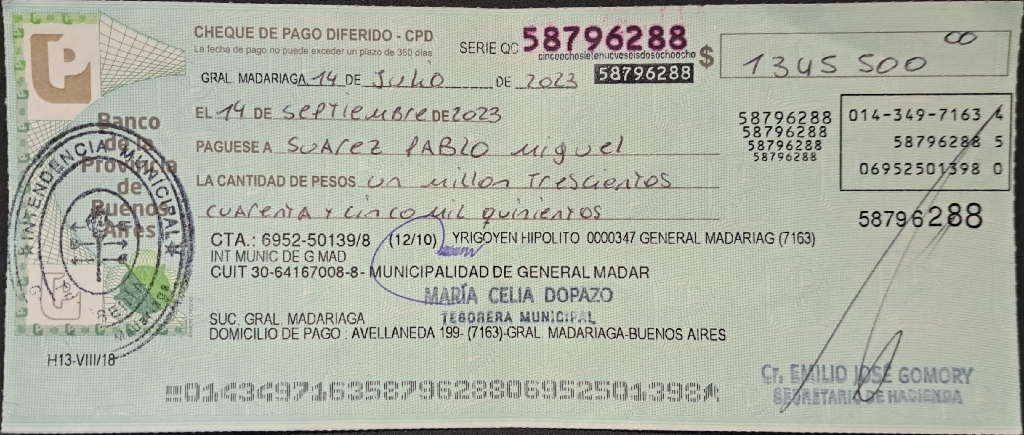 CHEQUE DE PAGO DIFERIDO - CPD
La fecha de pago no puede exceder un plazo de 360 días
SERIE QC 58796288
cincoochosietenueveseisdosochoocho
58796288
$ 1345 500 00
GRAL. MADARIAGA, 14 DE Julio DE 2023
EL 14 DE septiembre DE 2023
PAGUESE A SUAREZ PABLO Miguel
LA CANTIDAD DE PESOS un millon Trescientos
cuarenta y cinco mil quinientos
58796288
58796288
58796288
58796288
014-349-7163 4
58796288 5
06952501398 0
58796288
Banco
de la
Provincia
de
Buenos
Aires
INTENDENCIA MUNICIPAL
CTA.: 6952-50139/8 (12/10) YRIGOYEN HIIPOLITO 0000347 GENERAL MADARIAG (7163)
INT MUNIC DE G MAD
CUIT 30-64167008-8- MUNICIPALIDAD DE GENERAL MADAR
MARÍA CELIA DOPAZO
TESORERA MUNICIPAL
SUC. GRAL. MADARIAGA
DOMICILIO DE PAGO : AVELLANEDA 199- (7163)-GRAL. MADARIAGA-BUENOS AIRES
H13-VIII/18
01434971635879628806952501398
Cr. EMILIO JOSÉ GOMORY
SECRETARIO DE HACIENDA